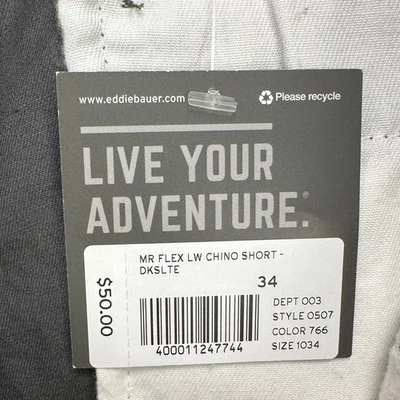 www.eddiebauer.com
Please recycle
LIVE YOUR
ADVENTURE.®
MR FLEX LW CHINO SHORT -
DKSLTE
34
$50.00
DEPT 003
STYLE 0507
COLOR 766
SIZE 1034
400011247744